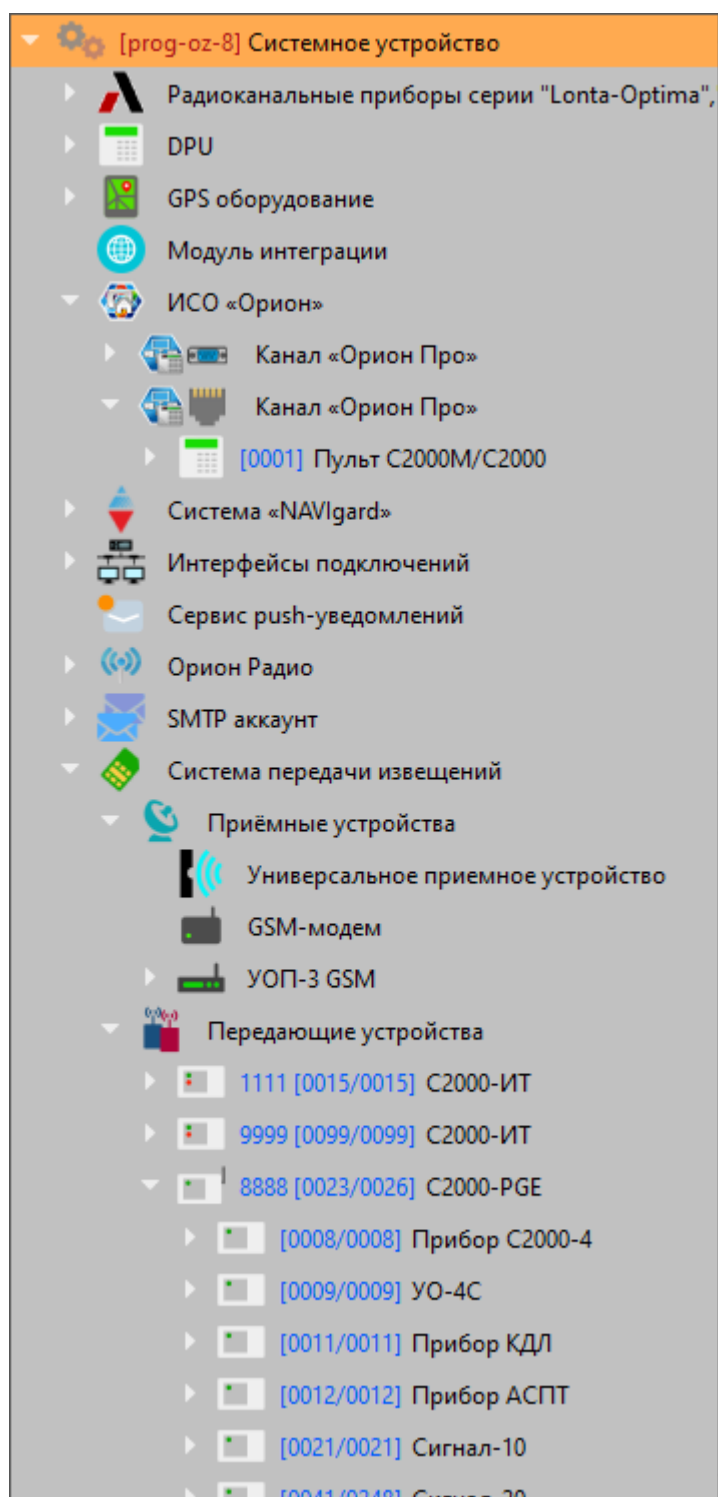 [prog-oz-8] Системное устройство
Радиоканальные приборы серии "Lonta-Optima",
DPU
GPS оборудование
Модуль интеграции
ИСО «Орион»
Канал «Орион Про»
Канал «Орион Про»
[0001] Пульт С2000М/С2000
Система «NAVIgard»
Интерфейсы подключений
Сервис push-уведомлений
Орион Радио
SMTP аккаунт
Система передачи извещений
Приёмные устройства
Универсальное приемное устройство
GSM-модем
УОП-3 GSM
Передающие устройства
1111 [0015/0015] С2000-ИТ
9999 [0099/0099] С2000-ИТ
8888 [0023/0026] С2000-PGE
[0008/0008] Прибор С2000-4
[0009/0009] УО-4С
[0011/0011] Прибор КДЛ
[0012/0012] Прибор АСПТ
[0021/0021] Сигнал-10